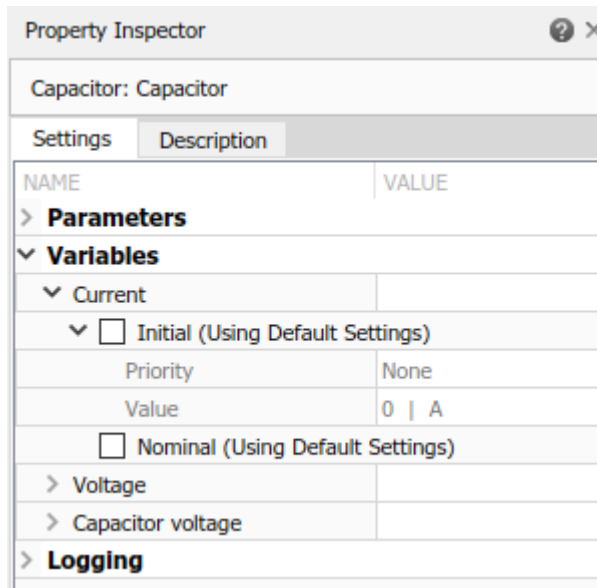 Property Inspector
Capacitor: Capacitor
Settings Description
NAME VALUE
Parameters
Variables
Current
Initial (Using Default Settings)
Priority None
Value 0 | A
Nominal (Using Default Settings)
Voltage
Capacitor voltage
Logging